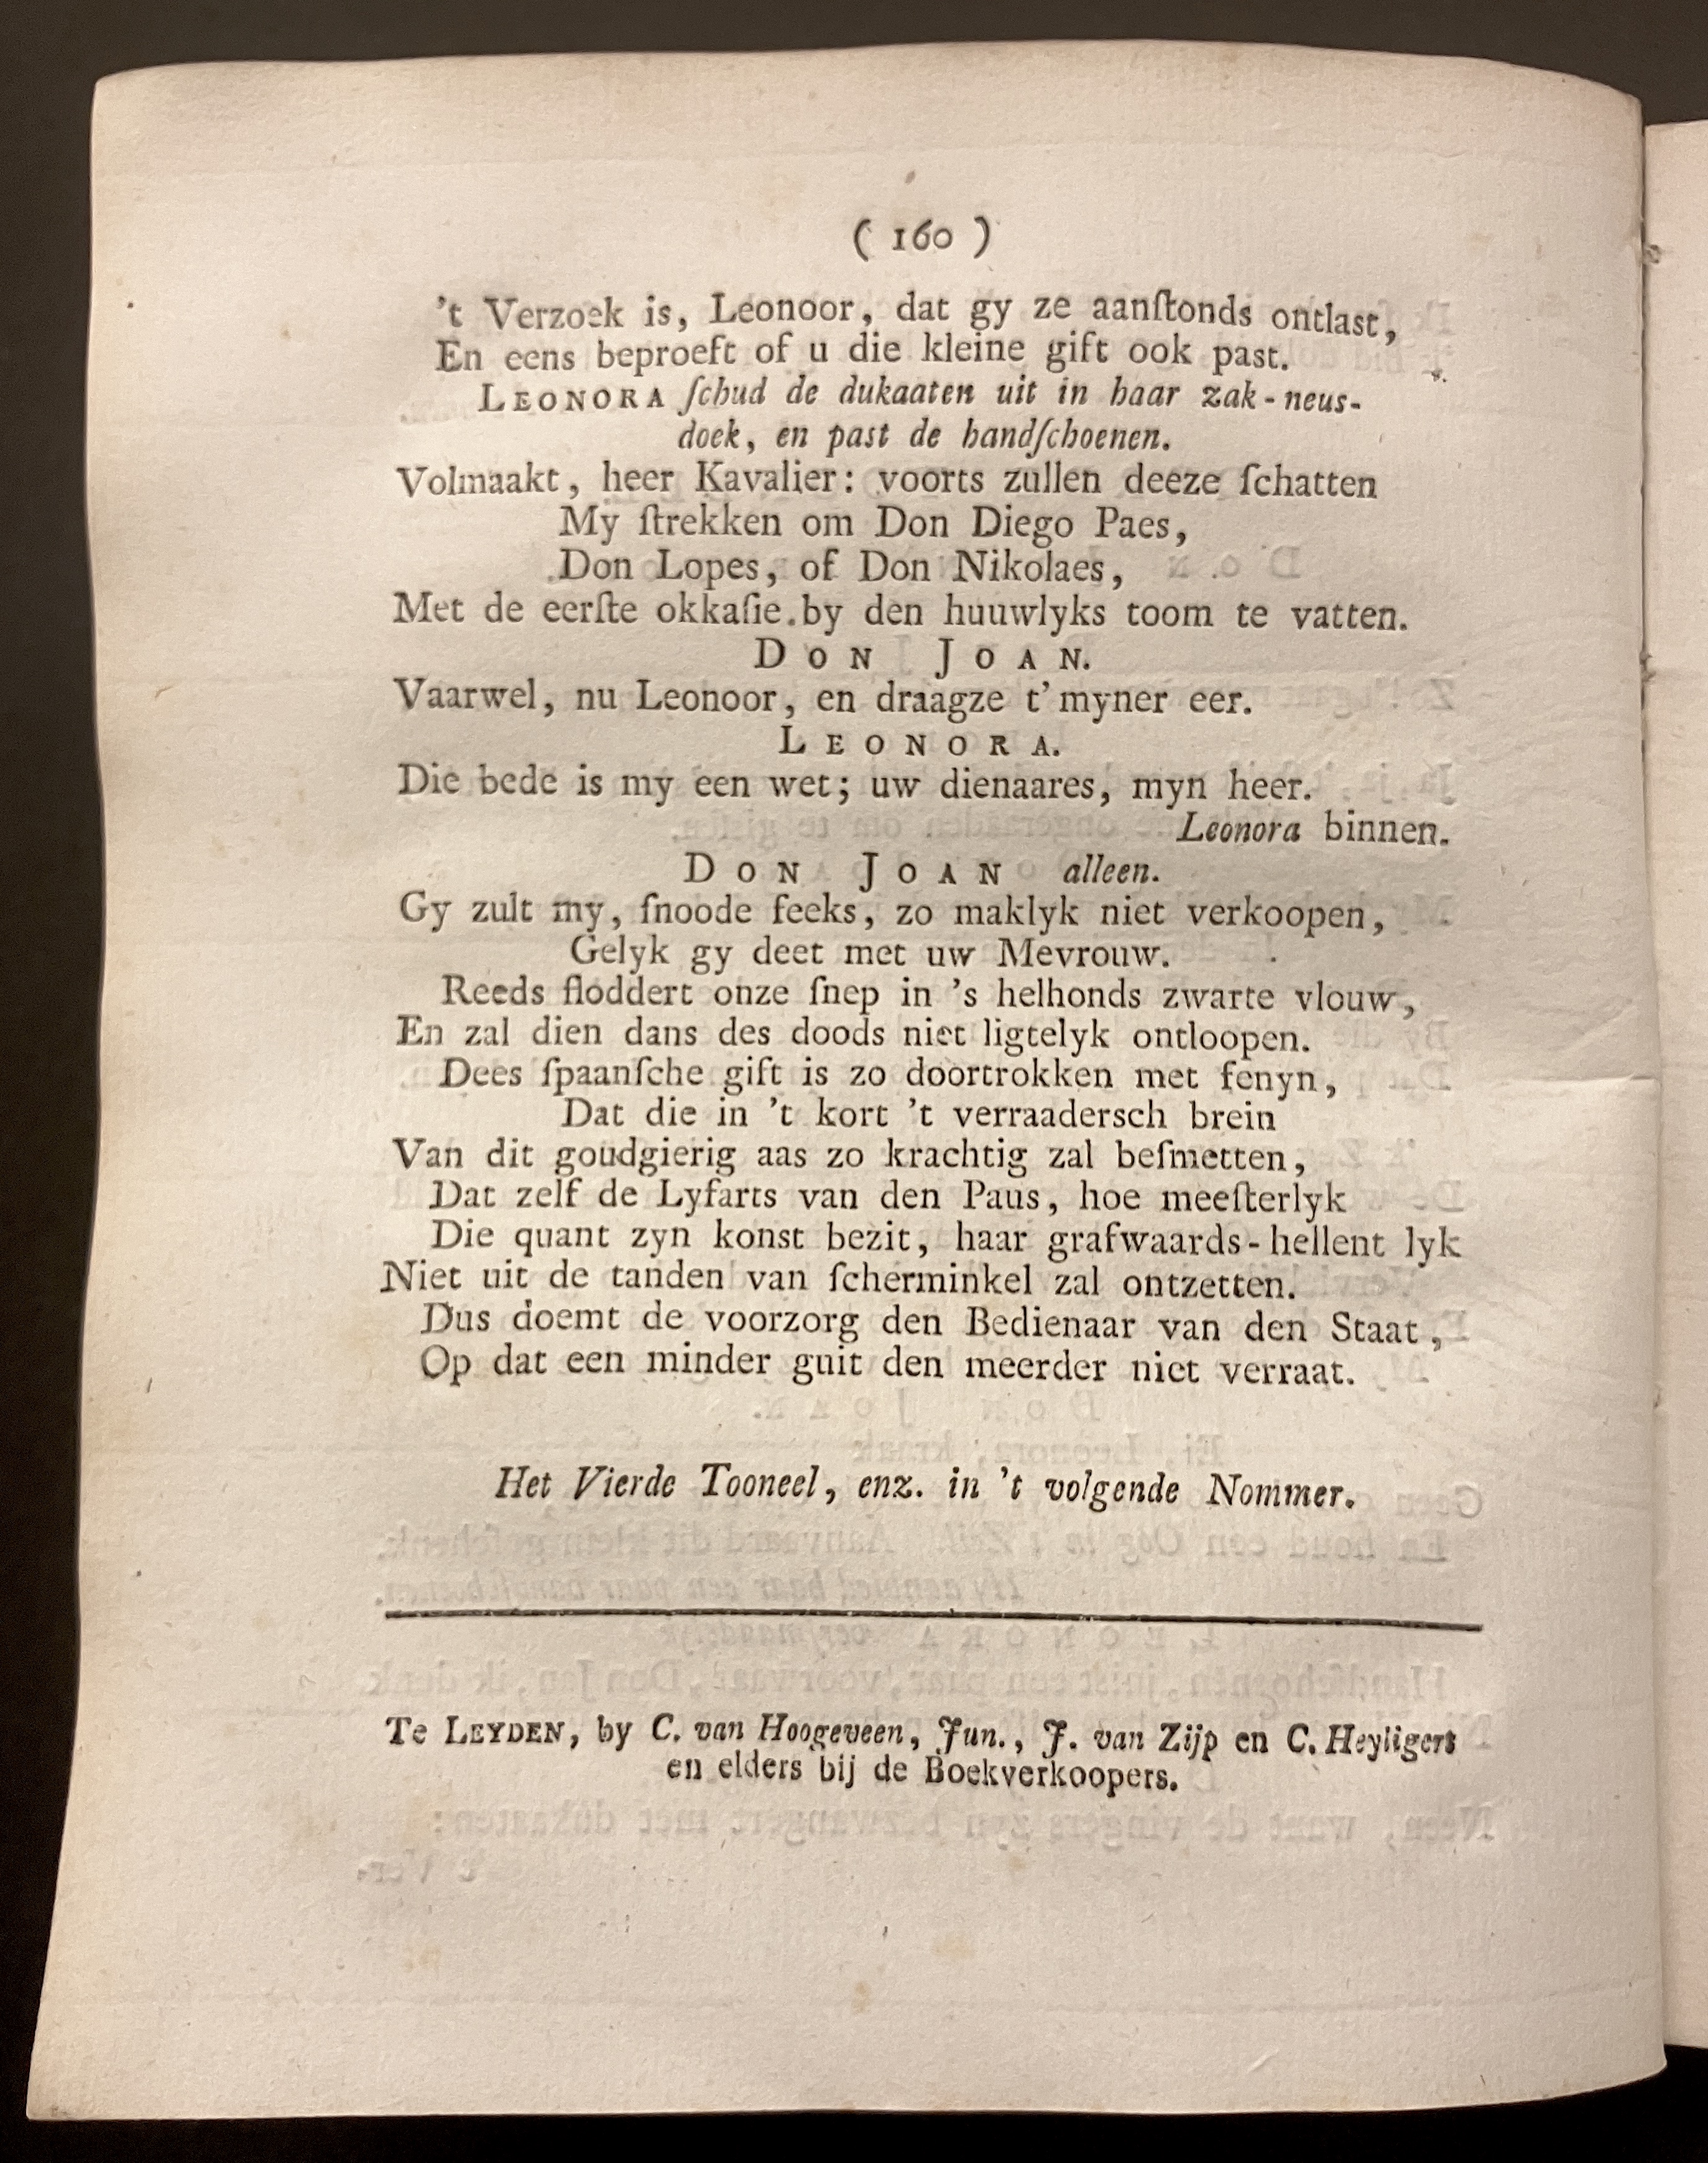 ( 160 )
't Verzoek is, Leonoor, dat gy ze aanſtonds ontlast,
En eens beproeft of u die kleine gift ook past.
LEONORA ſchud de dukaaten uit in haar zak-neus-
doek, en past de handſchoenen.
Volmaakt, heer Kavalier: voorts zullen deeze ſchatten
My ſtrekken om Don Diego Paes,
Don Lopes, of Don Nikolaes,
Met de eerſte okkaſie by den huuwlyks toom te vatten.
DON JOAN.
Vaarwel, nu Leonoor, en draagze t' myner eer.
LEONORA.
Die bede is my een wet; uw dienaares, myn heer.
Leonora binnen.
DON JOAN alleen.
Gy zult my, ſnoode feeks, zo maklyk niet verkoopen,
Gelyk gy deet met uw Mevrouw.
Reeds floddert onze ſnep in 's helhonds zwarte vlouw,
En zal dien dans des doods niet ligtelyk ontloopen.
Dees ſpaanſche gift is zo doortrokken met fenyn,
Dat die in 't kort 't verraadersch brein
Van dit goudgierig aas zo krachtig zal beſmetten,
Dat zelf de Lyfarts van den Paus, hoe meeſterlyk
Die quant zyn konst bezit, haar grafwaards-hellent lyk
Niet uit de tanden van ſcherminkel zal ontzetten.
Dus doemt de voorzorg den Bedienaar van den Staat,
Op dat een minder guit den meerder niet verraat.
Het Vierde Tooneel, enz. in 't volgende Nommer.
Te LEYDEN, by C. van Hoogeveen, Jun., J. van Zijp en C. Heyligert
en elders bij de Boekverkoopers.